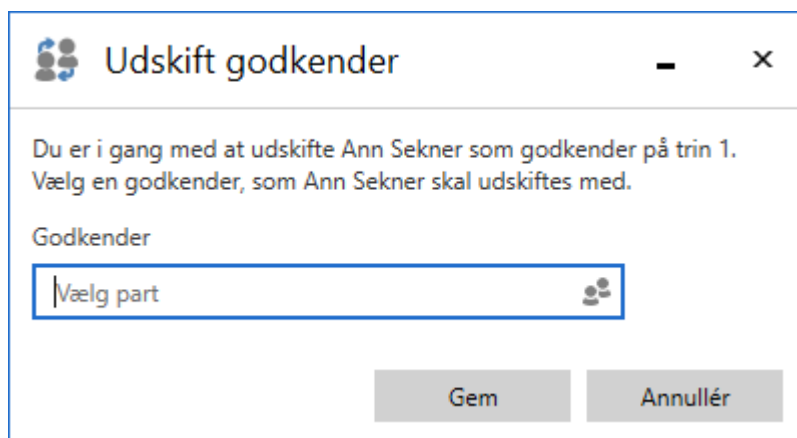 Udskift godkender
Du er i gang med at udskifte Ann Sekner som godkender på trin 1.
Vælg en godkender, som Ann Sekner skal udskiftes med.
Godkender
Vælg part
Gem
Annullér